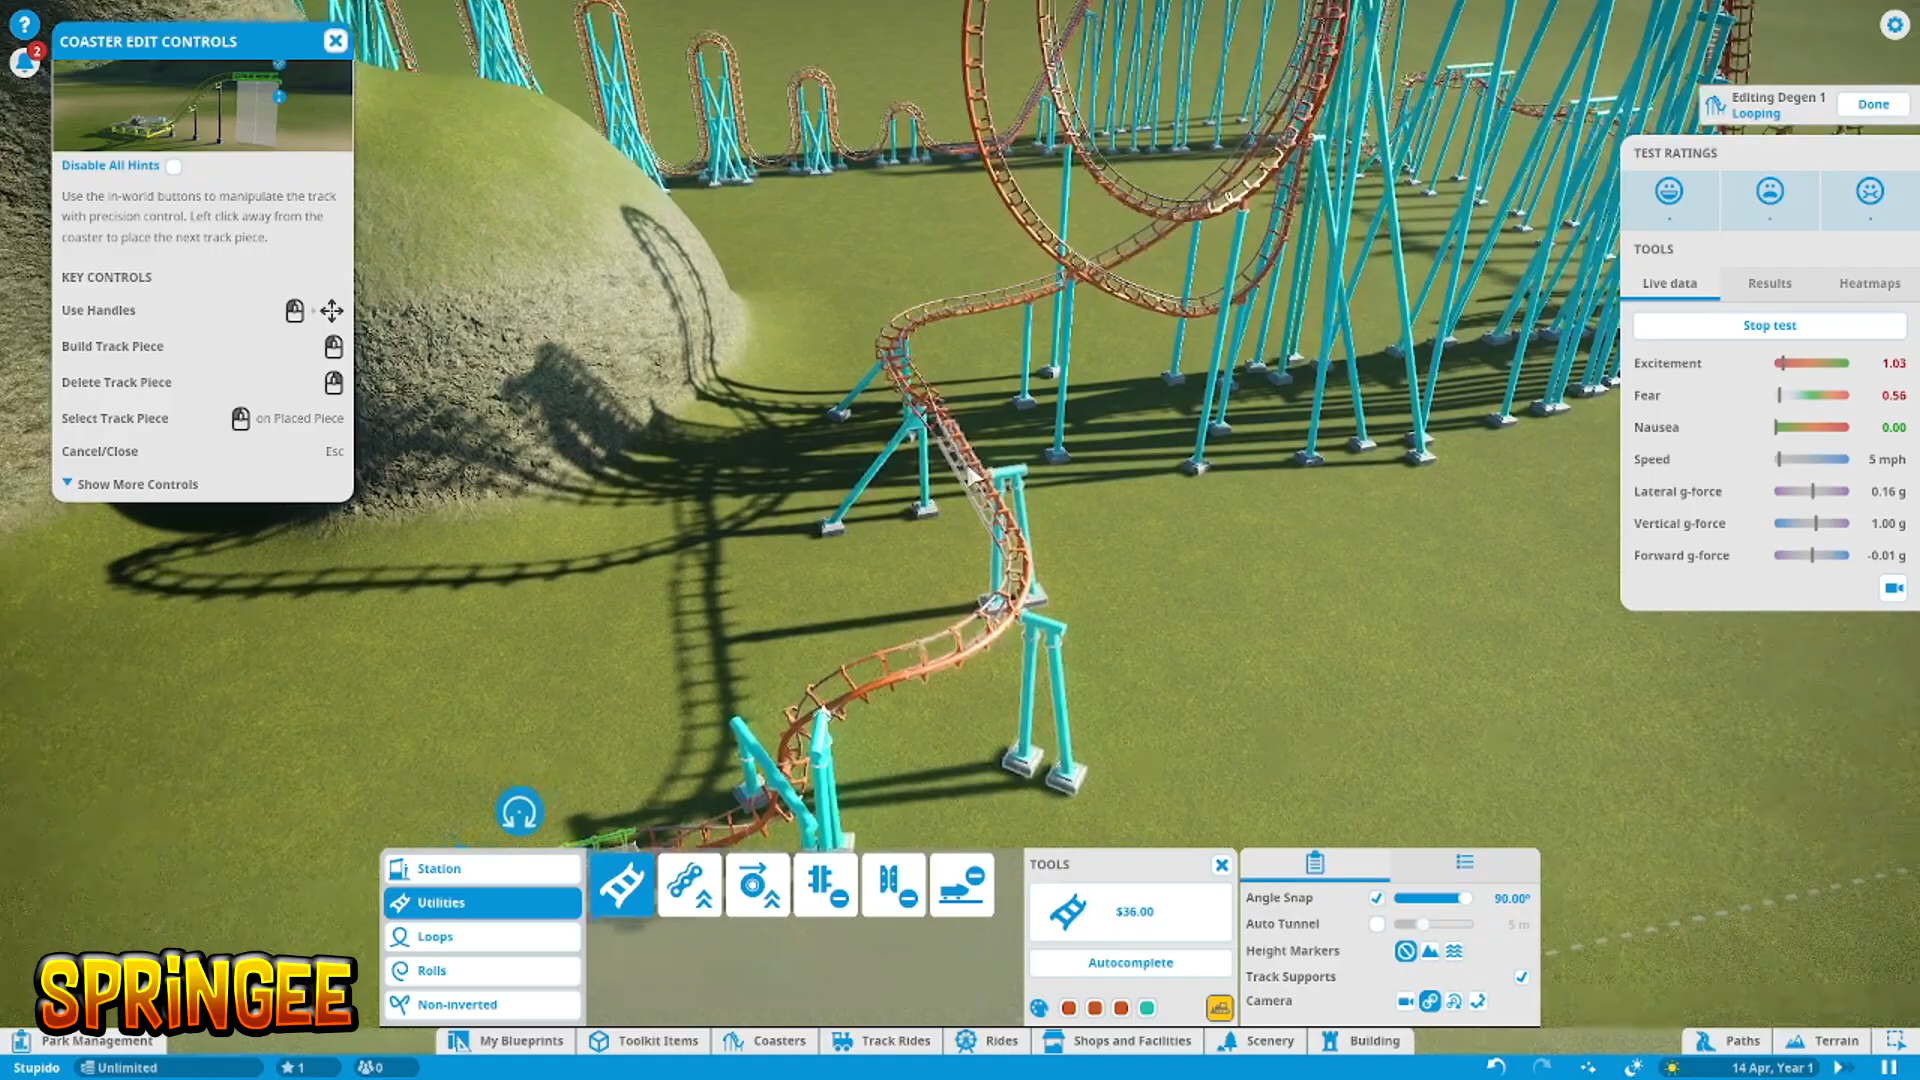 ?
2
COASTER EDIT CONTROLS
Disable All Hints
Use the in-world buttons to manipulate the track
with precision control. Left click away from the
coaster to place the next track piece.
KEY CONTROLS
Use Handles
Build Track Piece
Delete Track Piece
Select Track Piece on Placed Piece
Cancel/Close Esc
Show More Controls
Editing Degen 1
Looping
Done
TEST RATINGS
- - -
TOOLS
Live data Results Heatmaps
Stop test
Excitement 1.03
Fear 0.56
Nausea 0.00
Speed 5 mph
Lateral g-force 0.16 g
Vertical g-force 1.00 g
Forward g-force -0.01 g
Station
Utilities
Loops
Rolls
Non-inverted
TOOLS
$36.00
Autocomplete
Angle Snap 90.00°
Auto Tunnel 5 m
Height Markers
Track Supports
Camera
SPRiNGEE
Park Management
My Blueprints Toolkit Items Coasters Track Rides Rides Shops and Facilities Scenery Building Paths Terrain
Stupido Unlimited 1 0 14 Apr, Year 1